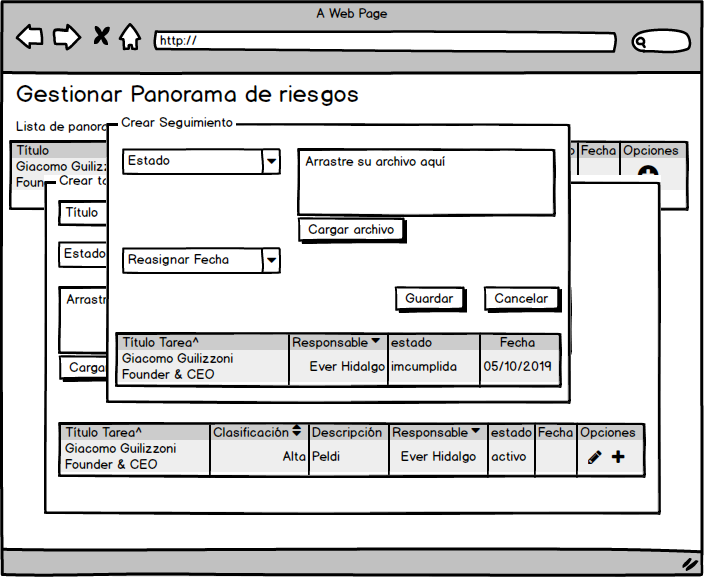 A Web Page
http://
Gestionar Panorama de riesgos
Lista de panora
Crear Seguimiento
Título
Fecha
Opciones
Giacomo Guiliz
Foun
Crear ta
Título
Estado
Arrastr
Carga
Estado
Arrastre su archivo aquí
Cargar archivo
Reasignar Fecha
Guardar
Cancelar
Título Tarea^ Responsable estado Fecha
Giacomo Guilizzoni
Founder & CEO
Ever Hidalgo imcumplida 05/10/2019
Título Tarea^ Clasificación Descripción Responsable estado Fecha Opciones
Giacomo Guilizzoni
Founder & CEO
Alta Peldi Ever Hidalgo activo